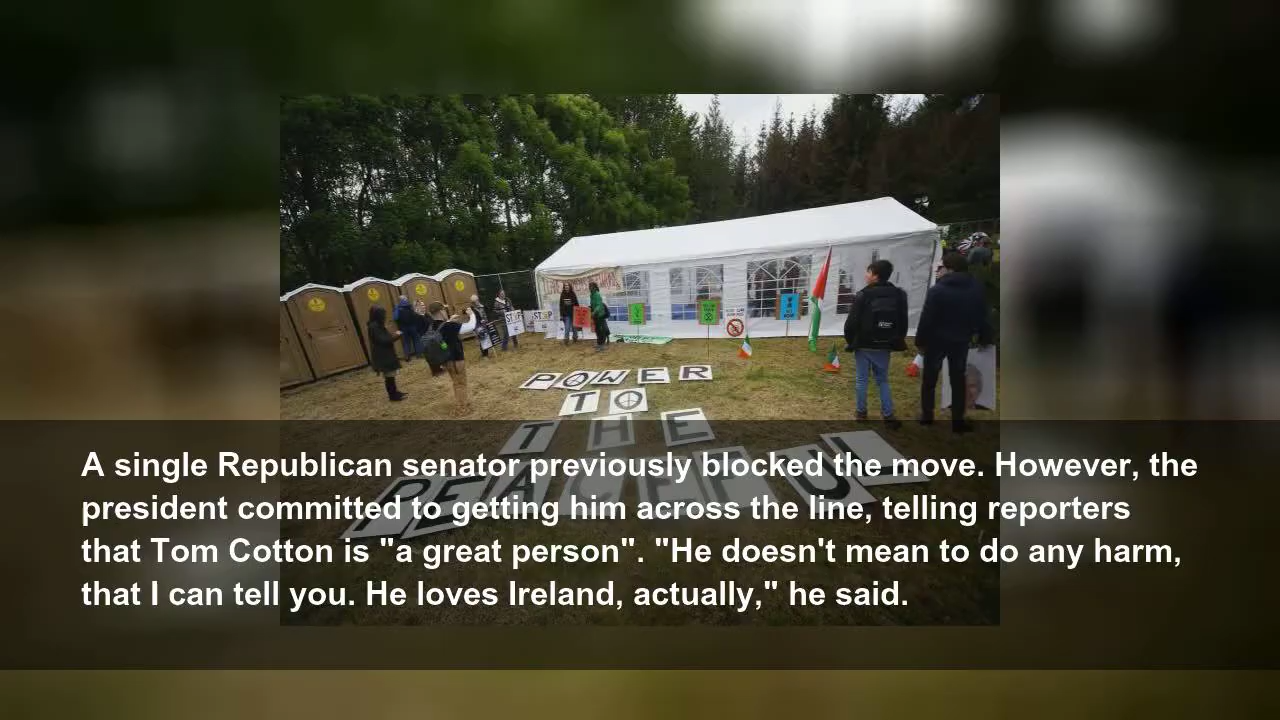 STOP
STOP
POWER
TO
THE
PEACEFUL
A single Republican senator previously blocked the move. However, the
president committed to getting him across the line, telling reporters
that Tom Cotton is "a great person". "He doesn't mean to do any harm,
that I can tell you. He loves Ireland, actually," he said.